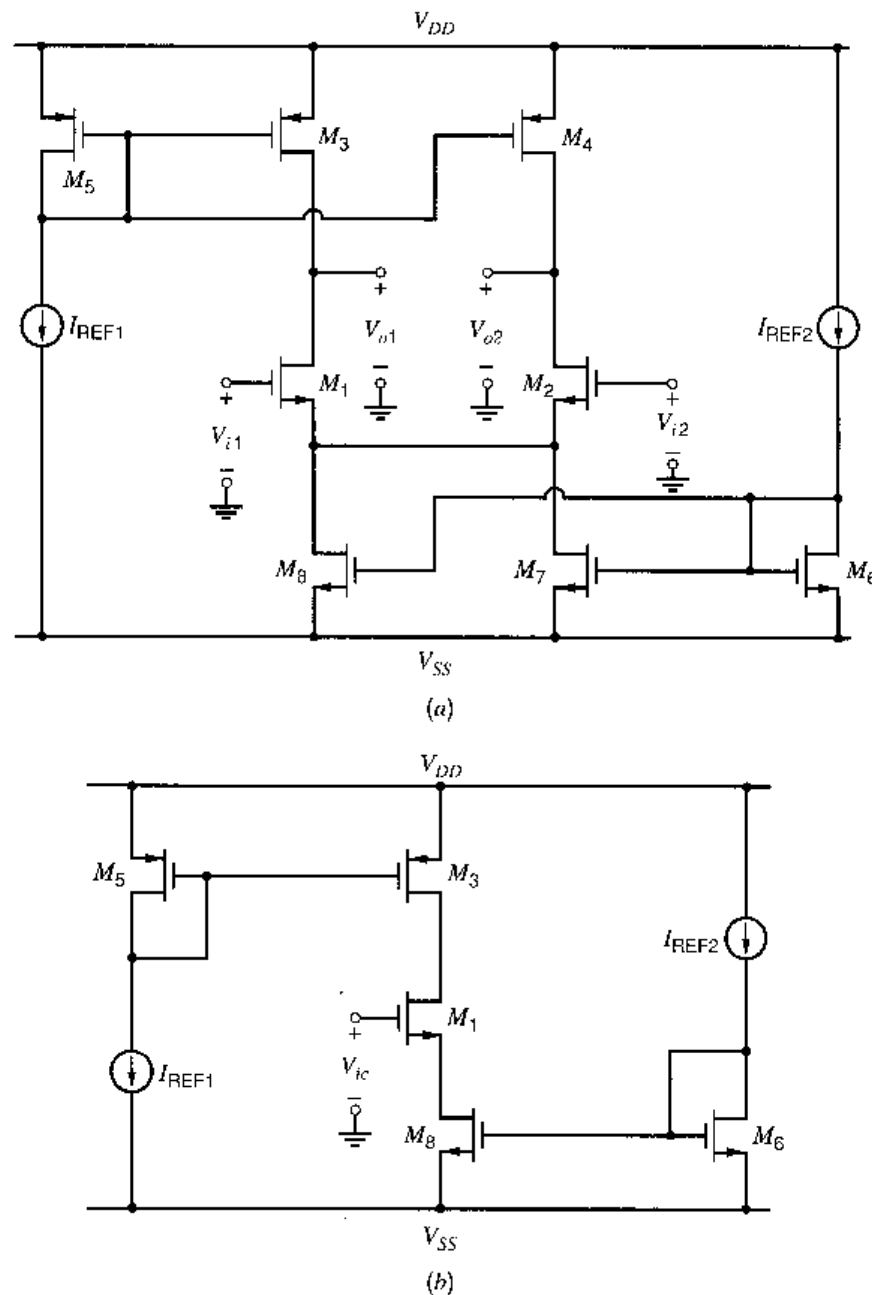 V_DD
M_5
M_3
M_4
I_REF1
+
V_o1
−
+
V_o2
−
I_REF2
+
V_i1
−
M_1
M_2
+
V_i2
−
M_8
M_7
M_6
V_SS
(a)
V_DD
M_5
M_3
I_REF2
+
V_ic
−
M_1
I_REF1
M_8
M_6
V_SS
(b)